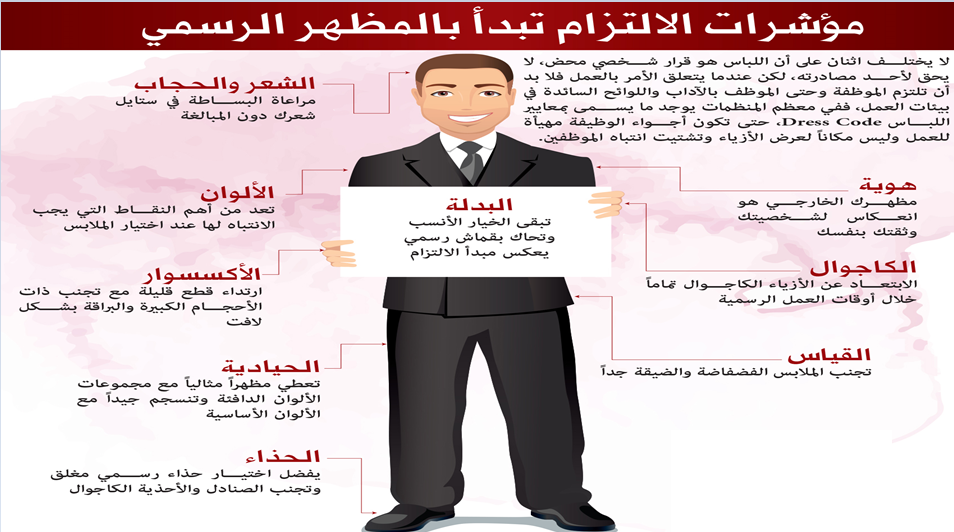 مؤشرات الالتزام تبدأ بالمظهر الرسمي
لا يختلف اثنان على أن اللباس هو قرار شخصي محض، لا
يحق لأحد مصادرته، لكن عندما يتعلق الأمر بالعمل فلا بد
أن تلتزم الموظفة وحتى الموظف بالآداب واللوائح السائدة في
بيئات العمل، ففي معظم المنظمات يوجد ما يسمى بمعايير
اللباس Dress Code، حتى تكون أجواء الوظيفة مهيأة
للعمل وليس مكاناً لعرض الأزياء وتشتيت انتباه الموظفين.
هوية
مظهرك الخارجي هو
انعكاس لشخصيتك
وثقتك بنفسك
الكاجوال
الابتعاد عن الأزياء الكاجوال تماماً
خلال أوقات العمل الرسمية
القياس
تجنب الملابس الفضفاضة والضيقة جداً
البدلة
تبقى الخيار الأنسب
وتحاك بقماش رسمي
يعكس مبدأ الالتزام
الشعر والحجاب
مراعاة البساطة في ستايل
شعرك دون المبالغة
الألوان
تعد من أهم النقاط التي يجب
الانتباه لها عند اختيار الملابس
الأكسسوار
ارتداء قطع قليلة مع تجنب ذات
الأحجام الكبيرة والبراقة بشكل
لافت
الحيادية
تعطي مظهراً مثالياً مع مجموعات
الألوان الدافئة وتنسجم جيداً مع
الألوان الأساسية
الحذاء
يفضل اختيار حذاء رسمي مغلق
وتجنب الصنادل والأحذية الكاجوال